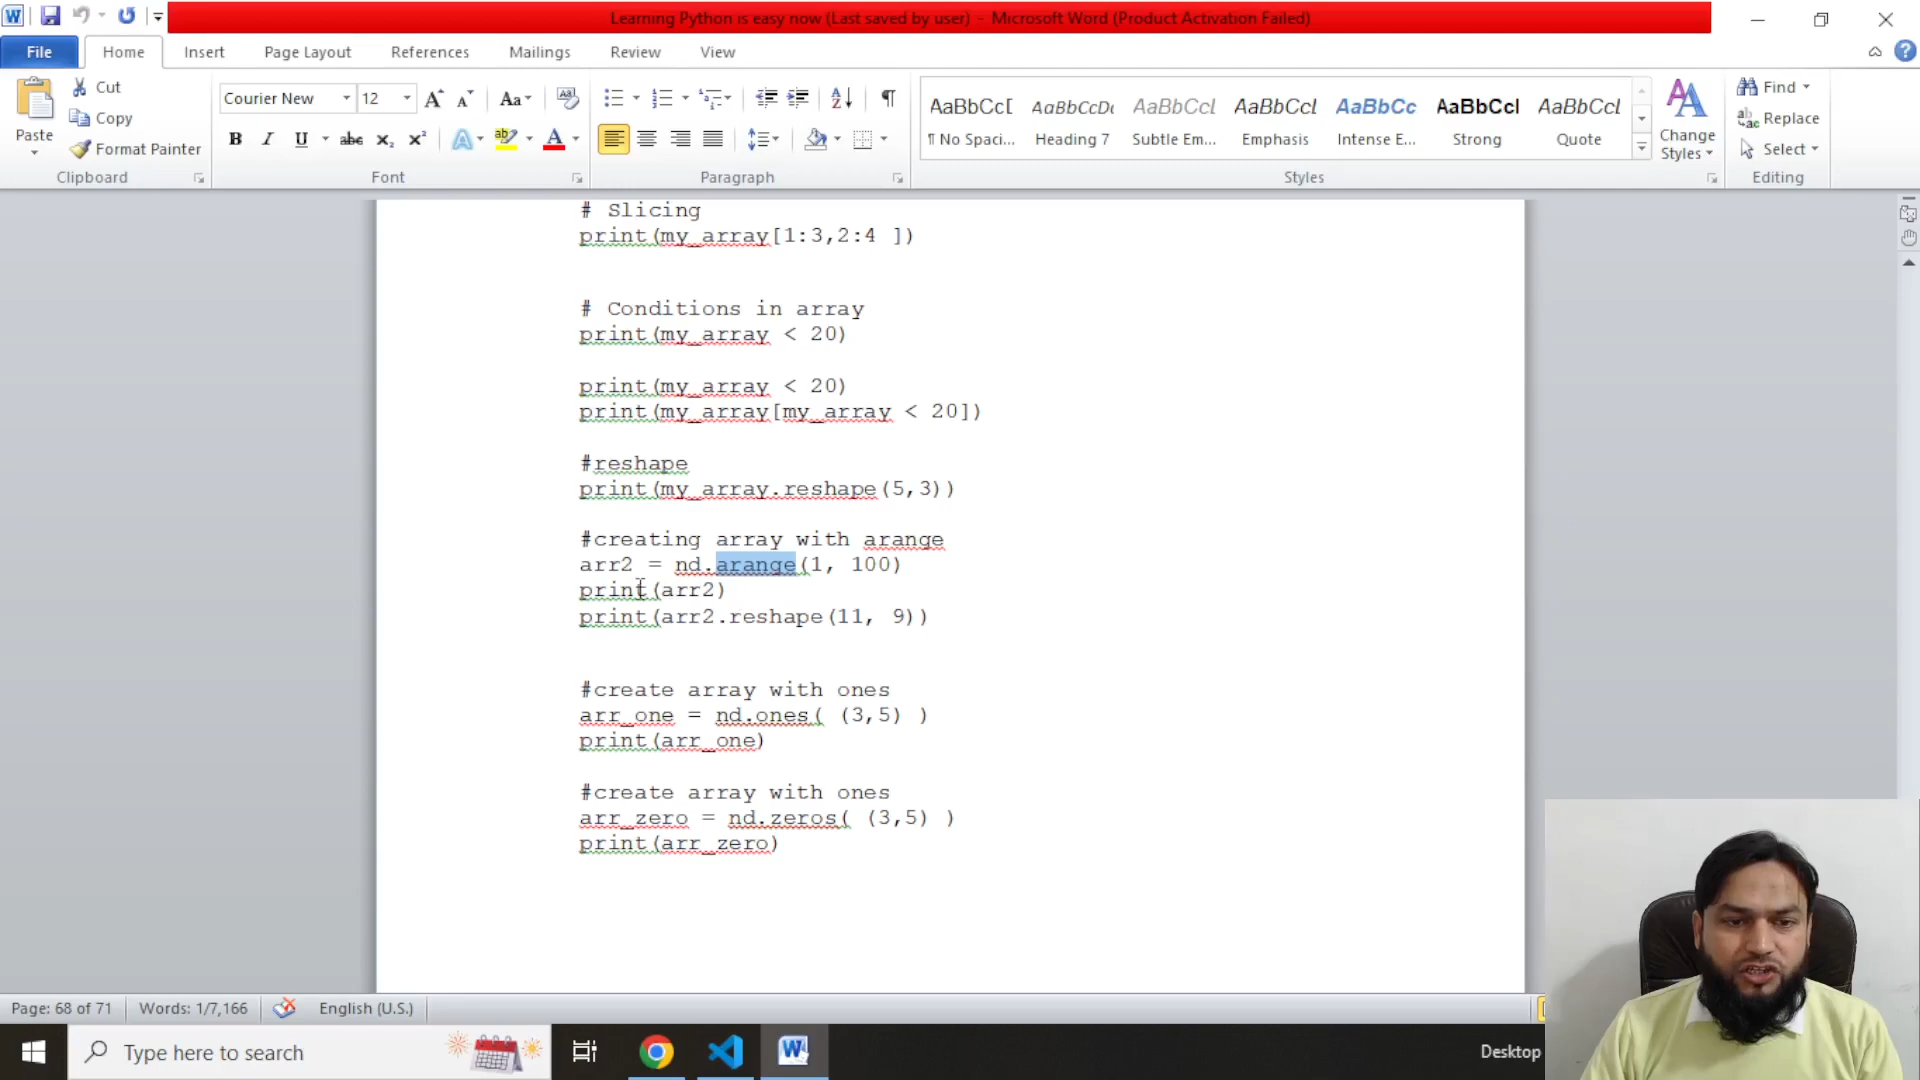 Learning Python is easy now (Last saved by user) - Microsoft Word (Product Activation Failed)
File Home Insert Page Layout References Mailings Review View
Paste
Cut
Copy
Format Painter
Clipboard
Courier New 12
Font
Paragraph
AaBbCc[ AaBbCcDc AaBbCcL AaBbCcL AaBbCc AaBbCcl AaBbCcL
¶ No Spaci... Heading 7 Subtle Em... Emphasis Intense E... Strong Quote
Styles
Change Styles
Find
Replace
Select
Editing
# Slicing
print(my_array[1:3,2:4 ])
# Conditions in array
print(my_array < 20)
print(my_array < 20)
print(my_array[my_array < 20])
#reshape
print(my_array.reshape(5,3))
#creating array with arange
arr2 = nd.arange(1, 100)
print(arr2)
print(arr2.reshape(11, 9))
#create array with ones
arr_one = nd.ones( (3,5) )
print(arr_one)
#create array with ones
arr_zero = nd.zeros( (3,5) )
print(arr_zero)
Page: 68 of 71 Words: 1/7,166 English (U.S.)
Type here to search
Desktop